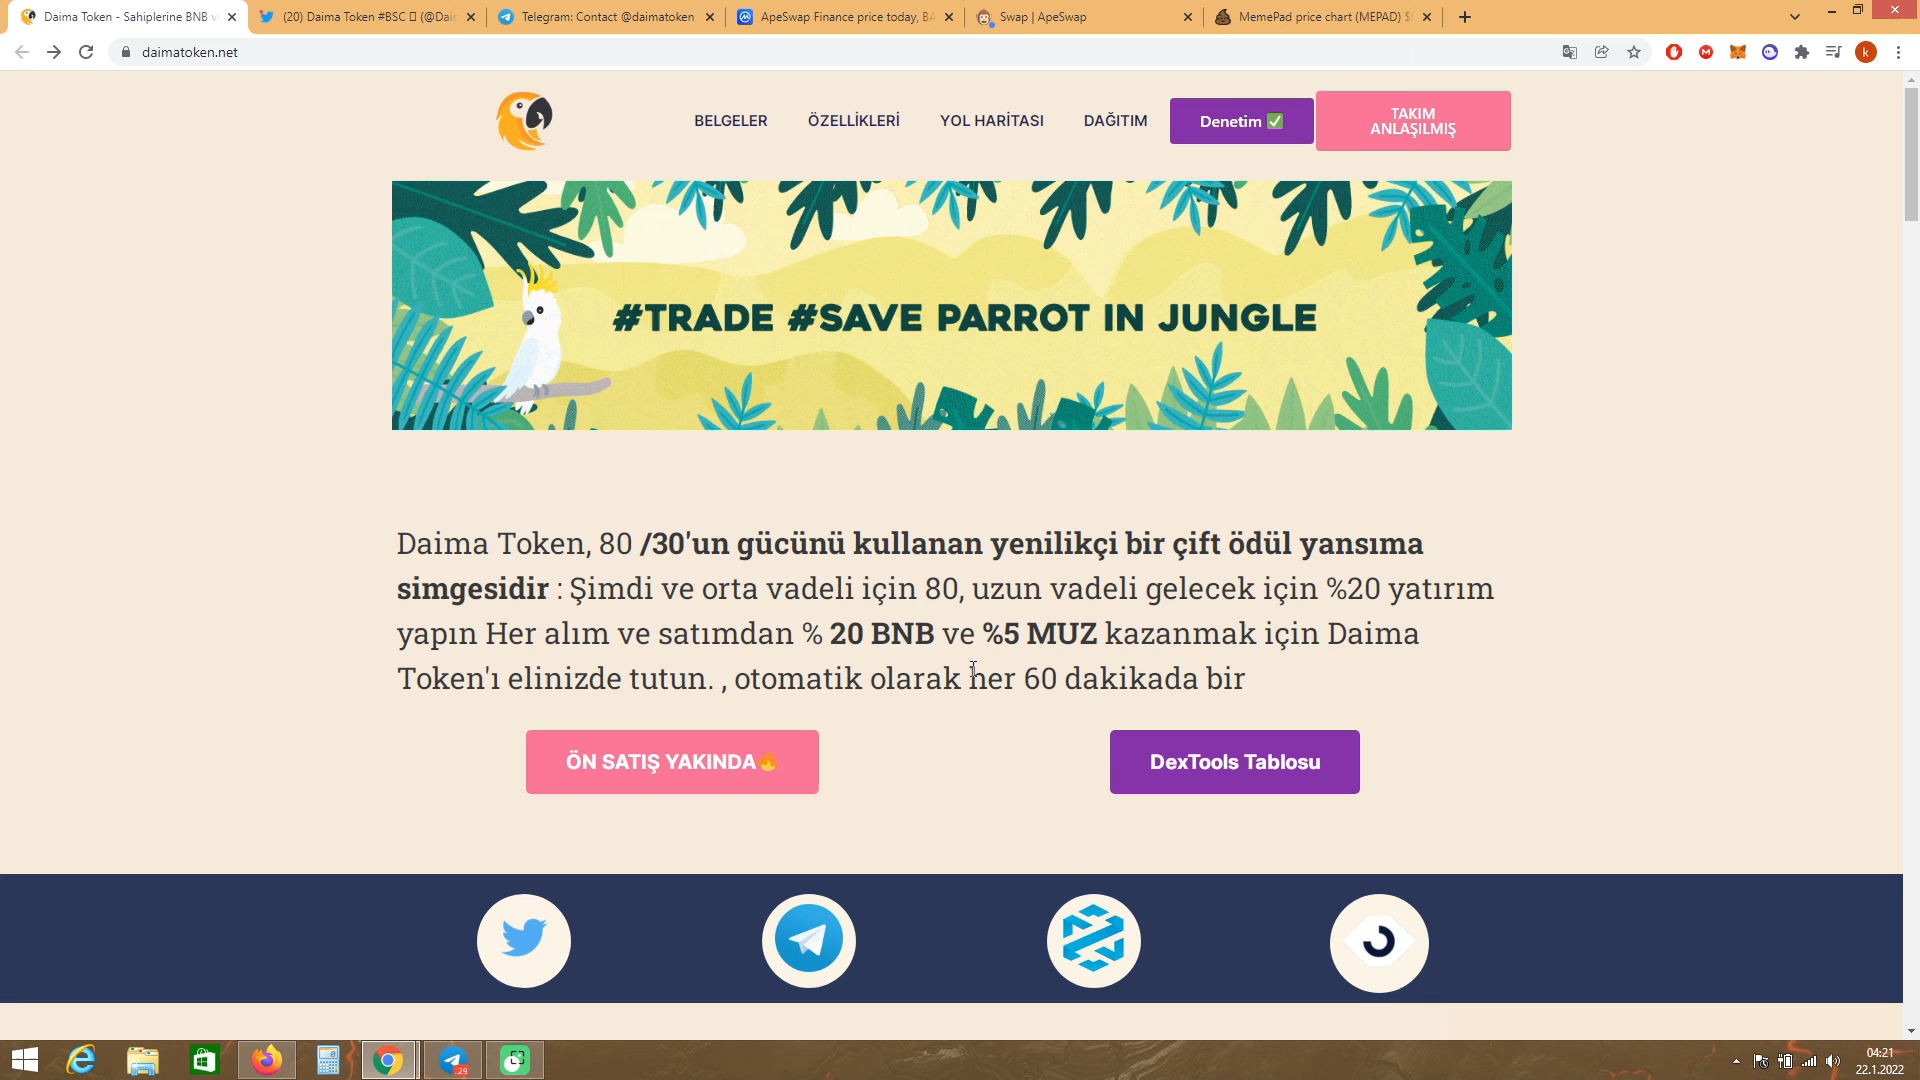 Daima Token - Sahiplerine BNB v
(20) Daima Token #BSC
(@Dai
Telegram: Contact @daimatoken
ApeSwap Finance price today, BA
Swap | ApeSwap
MemePad price chart (MEPAD) $
daimatoken.net
k
BELGELER
ÖZELLİKLERİ
YOL HARİTASI
DAĞITIM
Denetim ✅
TAKIM
ANLAŞILMIŞ
#TRADE #SAVE PARROT IN JUNGLE
Daima Token, 80 /30'un gücünü kullanan yenilikçi bir çift ödül yansıma
simgesidir : Şimdi ve orta vadeli için 80, uzun vadeli gelecek için %20 yatırım
yapın Her alım ve satımdan % 20 BNB ve %5 MUZ kazanmak için Daima
Token'ı elinizde tutun. , otomatik olarak her 60 dakikada bir
ÖN SATIŞ YAKINDA🔥
DexTools Tablosu
29
04:21
22.1.2022